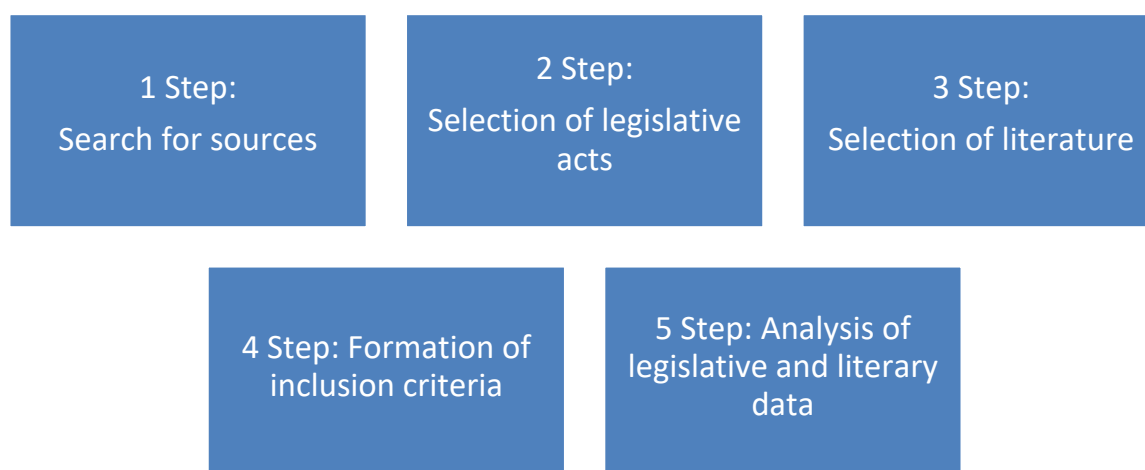 1 Step:
Search for sources
2 Step:
Selection of legislative
acts
3 Step:
Selection of literature
4 Step: Formation of
inclusion criteria
5 Step: Analysis of
legislative and literary
data